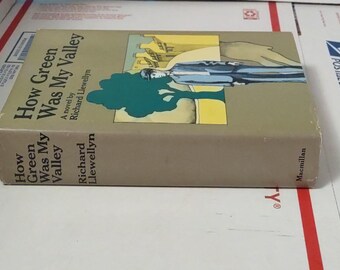 How Green
Was My Valley
A novel by
Richard Llewellyn
How
Green
Was My
Valley
Richard
Llewellyn
Macmillan